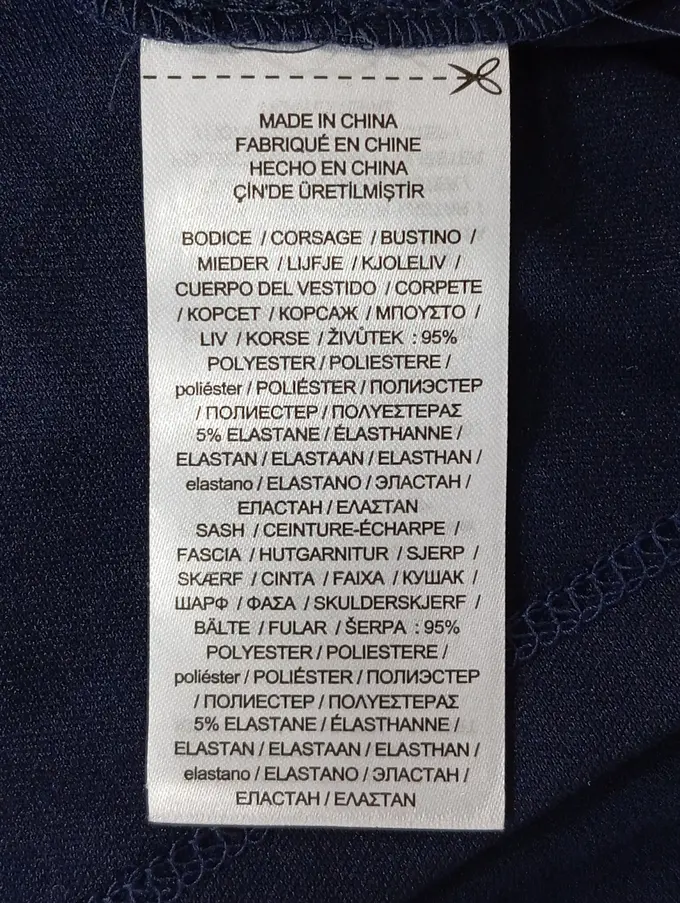 MADE IN CHINA
FABRIQUÉ EN CHINE
HECHO EN CHINA
ÇİN'DE ÜRETİLMİŞTİR
BODICE / CORSAGE / BUSTINO /
MIEDER / LIJFJE / KJOLELIV /
CUERPO DEL VESTIDO / CORPETE
/ КОРСЕТ / КОРСАЖ / ΜΠΟΥΣΤΟ /
LIV / KORSE / ŽIVŮTEK : 95%
POLYESTER / POLIESTERE /
poliéster / POLIÉSTER / ПОЛИЭСТЕР
/ ПОЛИЕСТЕР / ΠΟΛΥΕΣΤΕΡΑΣ
5% ELASTANE / ÉLASTHANNE /
ELASTAN / ELASTAAN / ELASTHAN /
elastano / ELASTANO / ЭЛАСТАН /
ЕЛАСТАН / ΕΛΑΣΤΑΝ
SASH / CEINTURE-ÉCHARPE /
FASCIA / HUTGARNITUR / SJERP /
SKÆRF / CINTA / FAIXA / КУШАК /
ШАРФ / ΦΑΣΑ / SKULDERSKJERF /
BÄLTE / FULAR / ŠERPA : 95%
POLYESTER / POLIESTERE /
poliéster / POLIÉSTER / ПОЛИЭСТЕР
/ ПОЛИЕСТЕР / ΠΟΛΥΕΣΤΕΡΑΣ
5% ELASTANE / ÉLASTHANNE /
ELASTAN / ELASTAAN / ELASTHAN /
elastano / ELASTANO / ЭЛАСТАН /
ЕЛАСТАН / ΕΛΑΣΤΑΝ